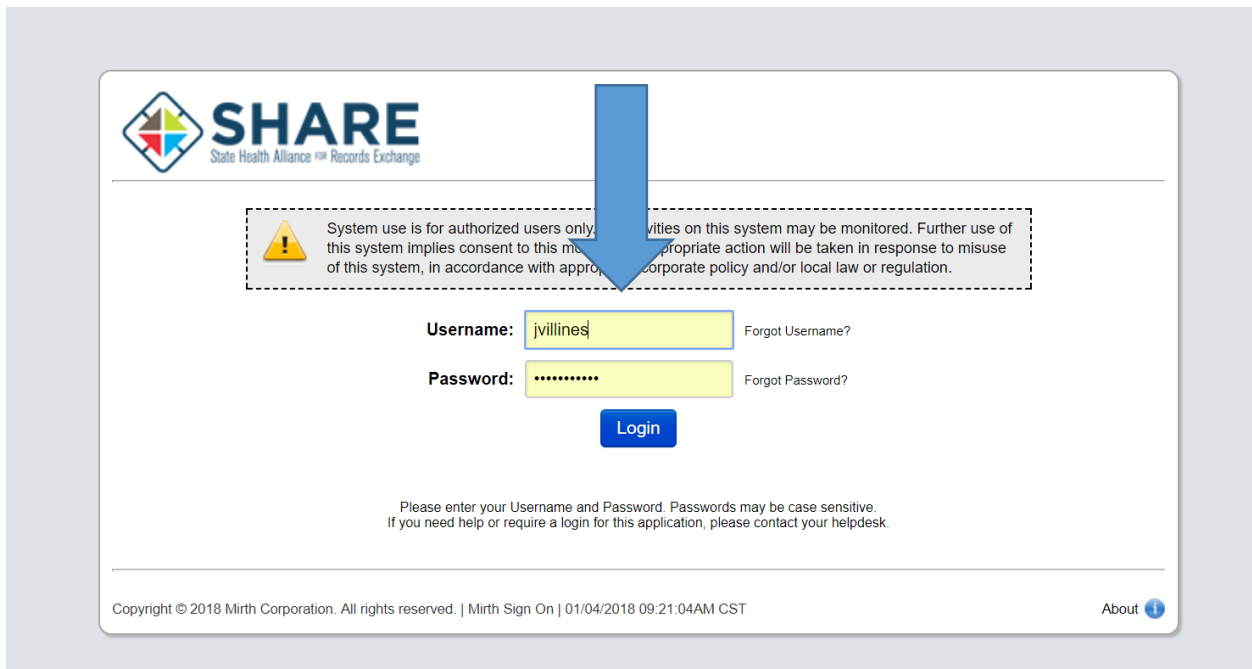 SHARE
State Health Alliance FOR Records Exchange
System use is for authorized users only. vities on this system may be monitored. Further use of
this system implies consent to this mo propriate action will be taken in response to misuse
of this system, in accordance with approp corporate policy and/or local law or regulation.
Username: jvillines Forgot Username?
Password: ••••••••••• Forgot Password?
Login
Please enter your Username and Password. Passwords may be case sensitive.
If you need help or require a login for this application, please contact your helpdesk.
Copyright © 2018 Mirth Corporation. All rights reserved. | Mirth Sign On | 01/04/2018 09:21:04AM CST About